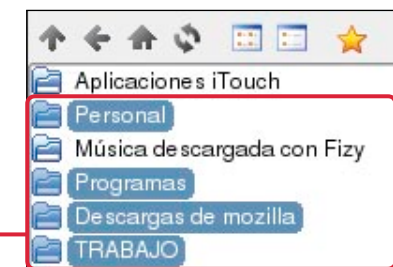 Aplicaciones iTouch
Personal
Música descargada con Fizy
Programas
Descargas de mozilla
TRABAJO